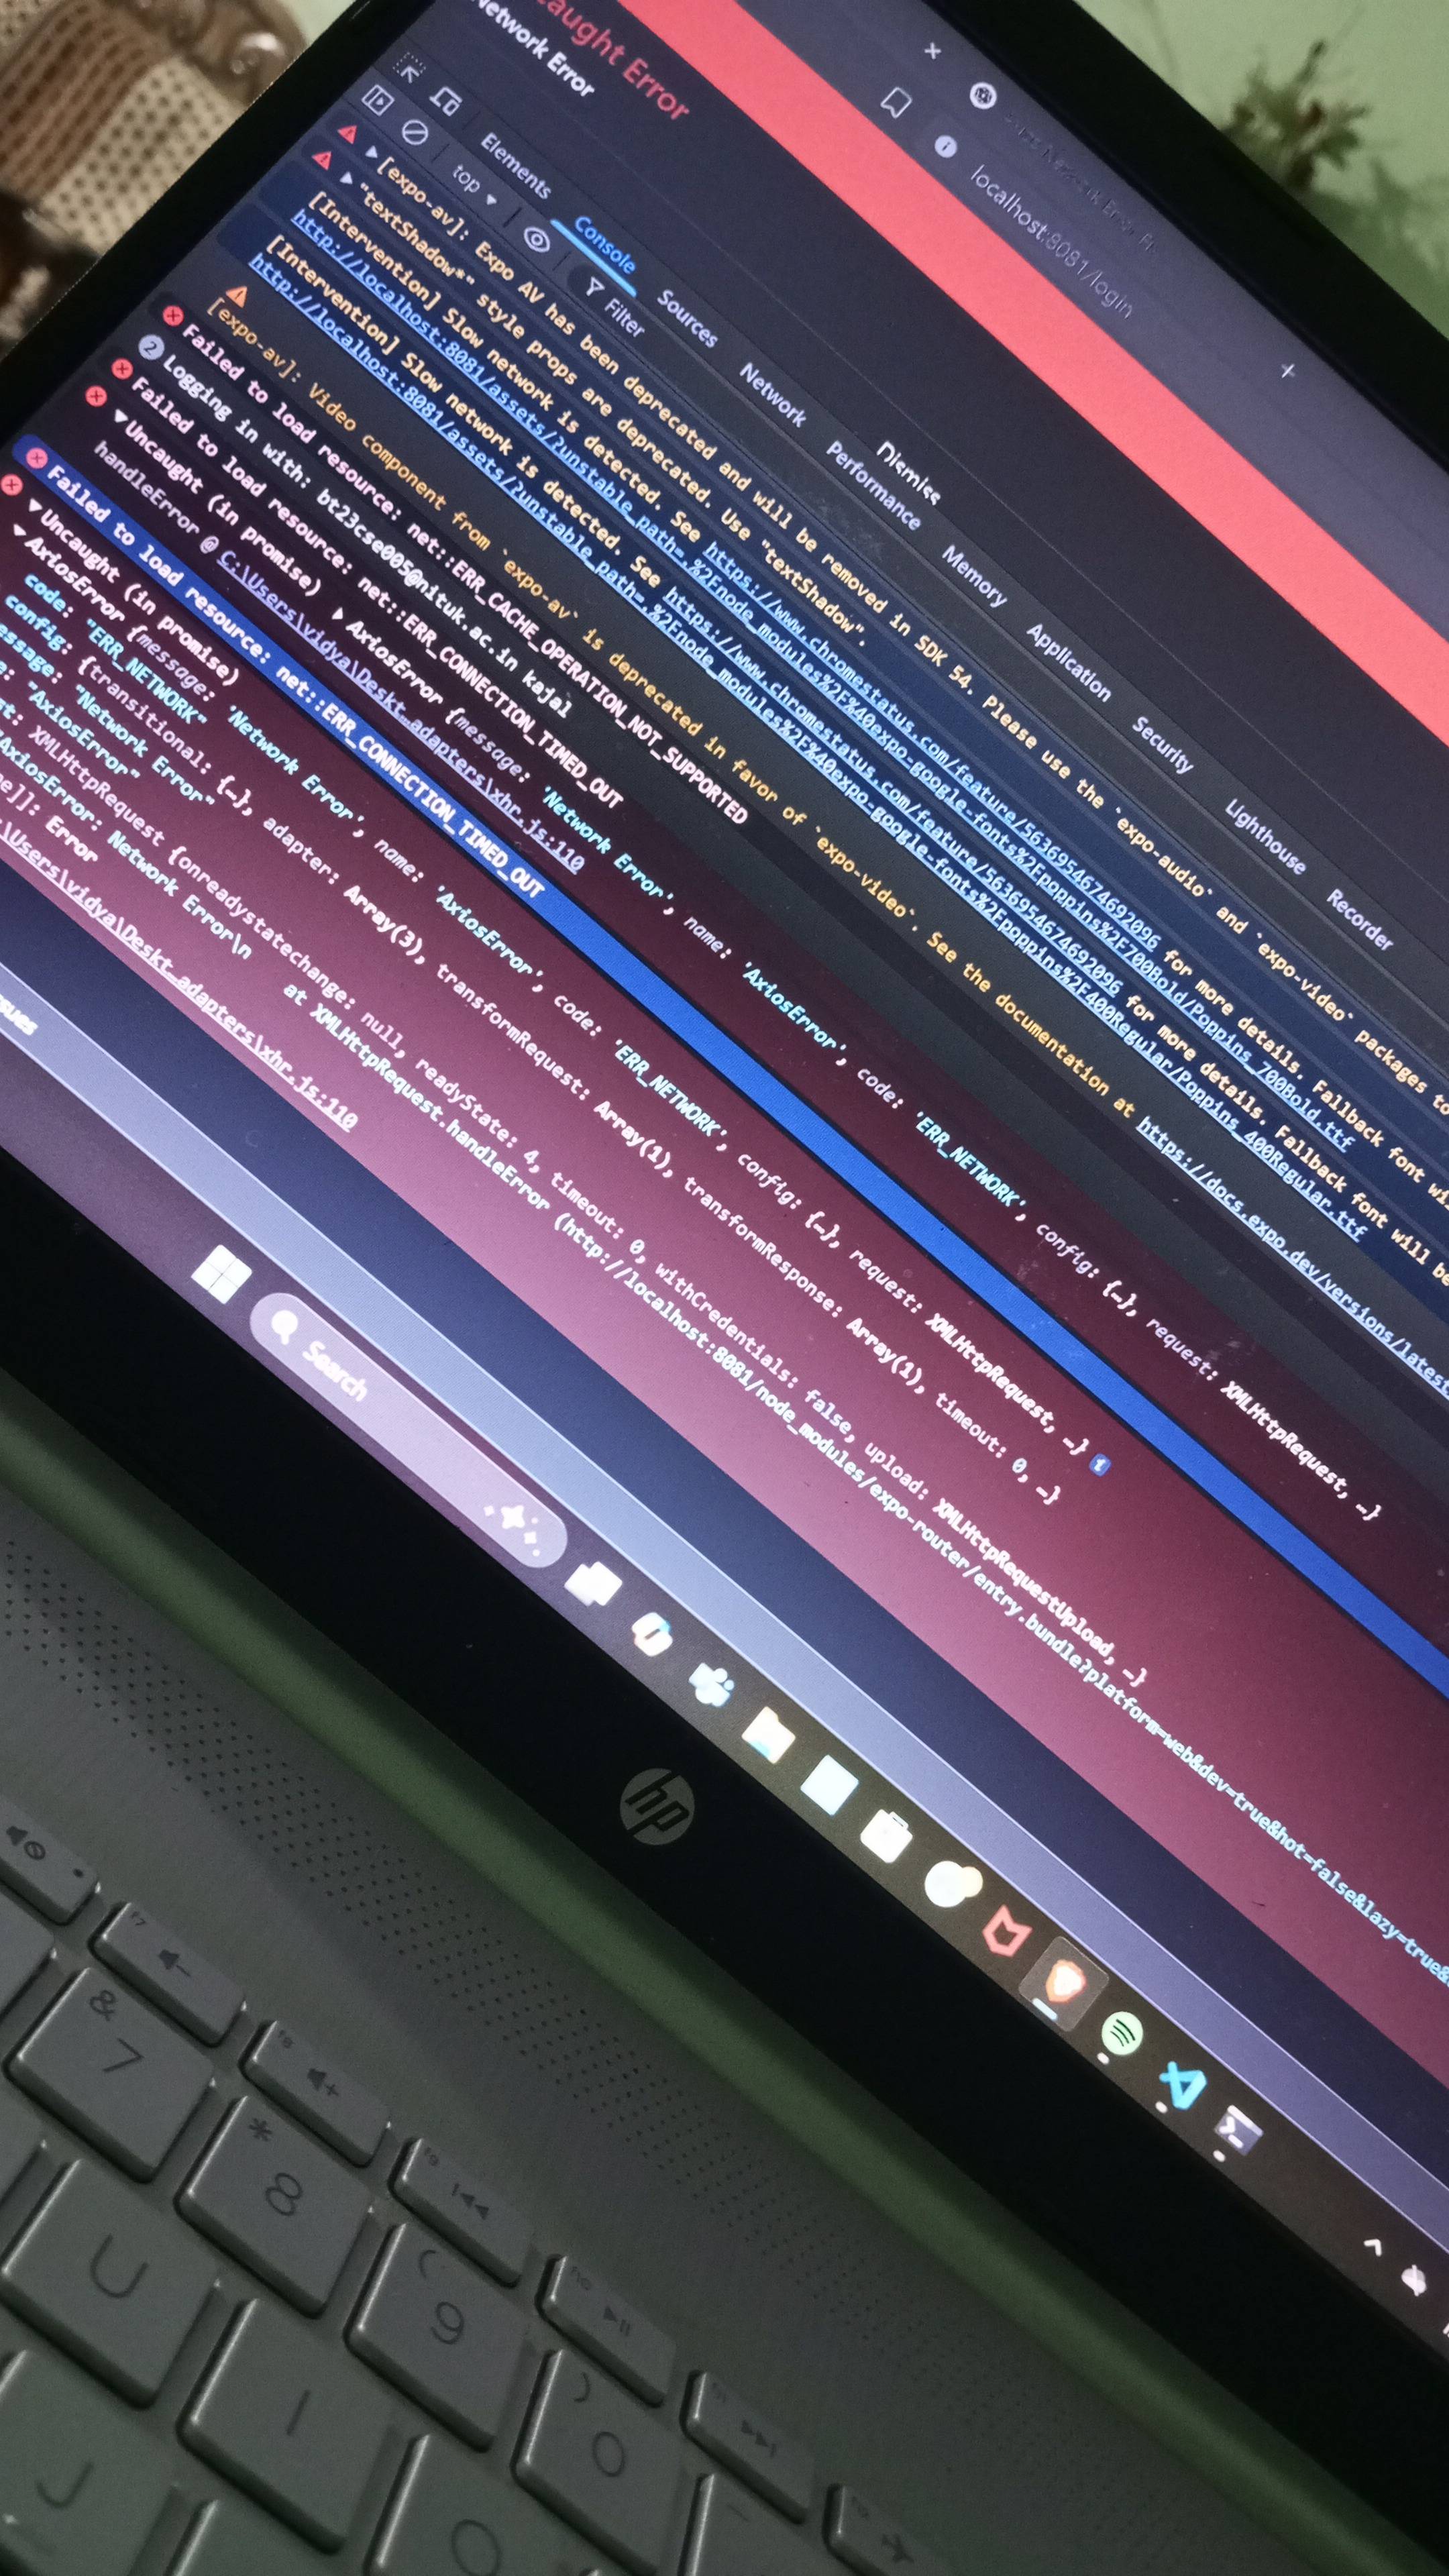 localhost:8081/login
caught Error
Network Error
Dismiss
Elements Console Sources Network Performance Memory Application Security Lighthouse Recorder
top Filter
[expo-av]: Expo AV has been deprecated and will be removed in SDK 54. Please use the `expo-audio` and `expo-video` packages to
"textShadow*" style props are deprecated. Use "textShadow".
[Intervention] Slow network is detected. See https://www.chromestatus.com/feature/5636954674692096 for more details. Fallback font wi
http://localhost:8081/assets/?unstable_path=.%2Fnode_modules%2F%40expo-google-fonts%2Fpoppins%2F700Bold/Poppins_700Bold.ttf
[Intervention] Slow network is detected. See https://www.chromestatus.com/feature/5636954674692096 for more details. Fallback font will be
http://localhost:8081/assets/?unstable_path=.%2Fnode_modules%2F%40expo-google-fonts%2Fpoppins%2F400Regular/Poppins_400Regular.ttf
[expo-av]: Video component from `expo-av` is deprecated in favor of `expo-video`. See the documentation at https://docs.expo.dev/versions/latest
Failed to load resource: net::ERR_CACHE_OPERATION_NOT_SUPPORTED
2 Logging in with: bt23cse005@nituk.ac.in kajal
Failed to load resource: net::ERR_CONNECTION_TIMED_OUT
▼Uncaught (in promise) ▶ AxiosError {message: 'Network Error', name: 'AxiosError', code: 'ERR_NETWORK', config: {…}, request: XMLHttpRequest, …}
handleError @ C:\Users\vidya\Deskt…adapters\xhr.js:110
Failed to load resource: net::ERR_CONNECTION_TIMED_OUT
▼Uncaught (in promise)
▼AxiosError {message: 'Network Error', name: 'AxiosError', code: 'ERR_NETWORK', config: {…}, request: XMLHttpRequest, …} i
code: "ERR_NETWORK"
config: {transitional: {…}, adapter: Array(3), transformRequest: Array(1), transformResponse: Array(1), timeout: 0, …}
essage: "Network Error"
e: "AxiosError"
st: XMLHttpRequest {onreadystatechange: null, readyState: 4, timeout: 0, withCredentials: false, upload: XMLHttpRequestUpload, …}
AxiosError: Network Error\n at XMLHttpRequest.handleError (http://localhost:8081/node_modules/expo-router/entry.bundle?platform=web&dev=true&hot=false&lazy=true&
e]]: Error
\Users\vidya\Deskt…adapters\xhr.js:110
ssues
Search
hp
& 7
* 8
( 9
) 0
U
I
O
J